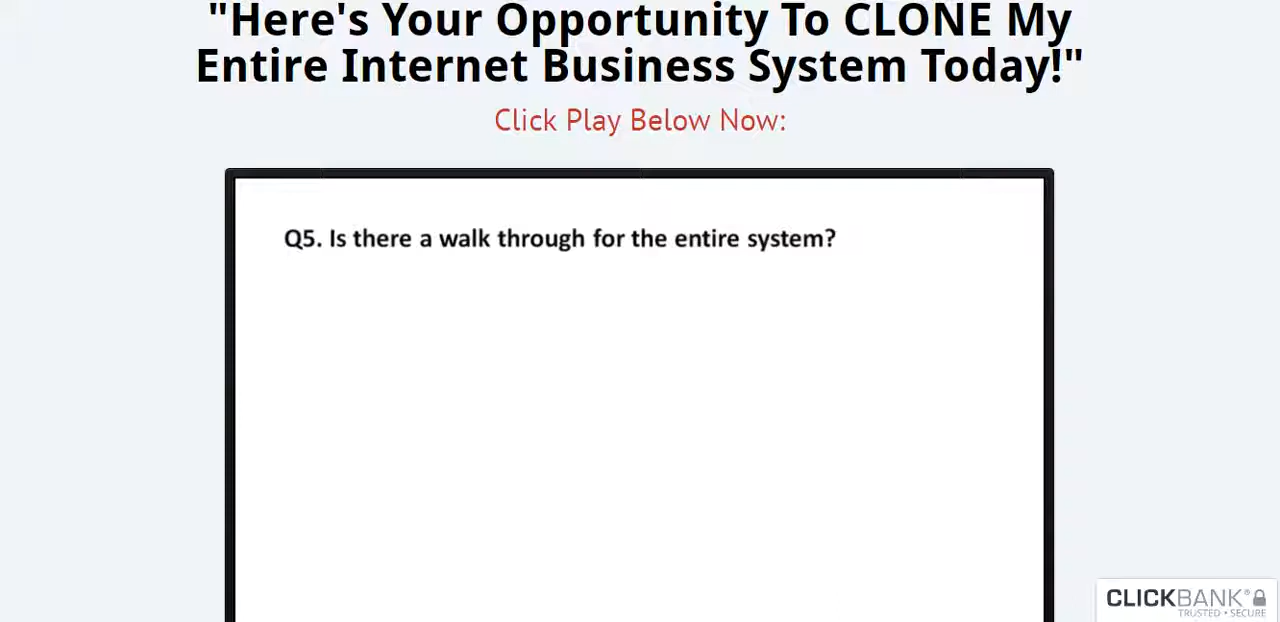 "Here's Your Opportunity To CLONE My
Entire Internet Business System Today!"
Click Play Below Now:
Q5. Is there a walk through for the entire system?
CLICKBANK®
TRUSTED • SECURE